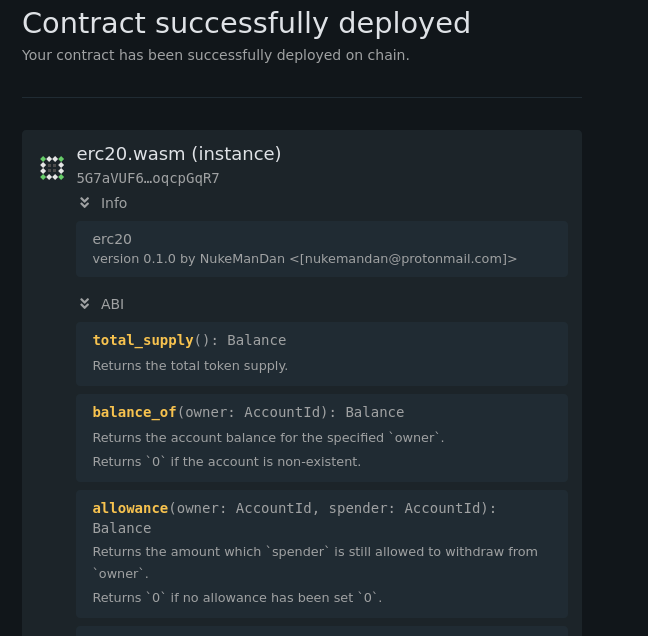 Contract successfully deployed
Your contract has been successfully deployed on chain.
erc20.wasm (instance)
5G7aVUF6…oqcpGqR7
Info
erc20
version 0.1.0 by NukeManDan <[nukemandan@protonmail.com]>
ABI
total_supply(): Balance
Returns the total token supply.
balance_of(owner: AccountId): Balance
Returns the account balance for the specified `owner`.
Returns `0` if the account is non-existent.
allowance(owner: AccountId, spender: AccountId):
Balance
Returns the amount which `spender` is still allowed to withdraw from
`owner`.
Returns `0` if no allowance has been set `0`.